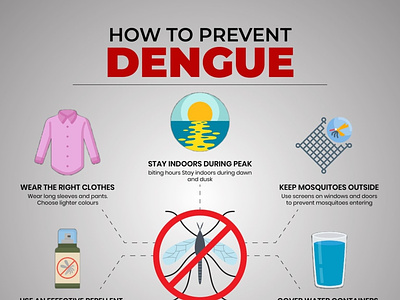 HOW TO PREVENT
DENGUE
STAY INDOORS DURING PEAK
biting hours Stay indoors during dawn
and dusk
WEAR THE RIGHT CLOTHES
Wear long sleeves and pants.
Choose lighter colours
KEEP MOSQUITOES OUTSIDE
Use screens on windows and doors
to prevent mosquitoes entering
USE AN EFFECTIVE REPELLENT
COVER WATER CONTAINERS